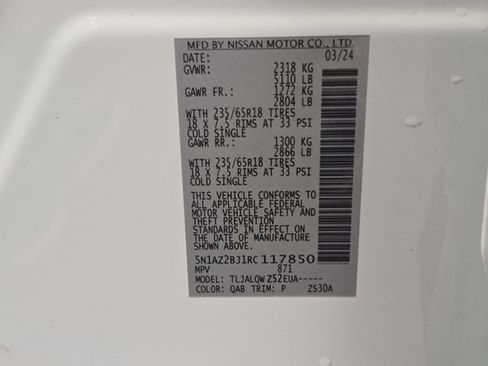 MFD BY NISSAN MOTOR CO., LTD.
DATE: 03/24
GVWR: 2318 KG
5110 LB
GAWR FR.: 1272 KG
2804 LB
WITH 235/65R18 TIRES
18 X 7.5 RIMS AT 33 PSI
COLD SINGLE
GAWR RR.: 1300 KG
2866 LB
WITH 235/65R18 TIRES
18 X 7.5 RIMS AT 33 PSI
COLD SINGLE
THIS VEHICLE CONFORMS TO
ALL APPLICABLE FEDERAL
MOTOR VEHICLE SAFETY AND
THEFT PREVENTION
STANDARDS IN EFFECT ON
THE DATE OF MANUFACTURE
SHOWN ABOVE.
5N1AZ2BJ1RC117850
MPV 871
MODEL: TLJALQWZS2EUA-----
COLOR: QAB TRIM: P ZS30A